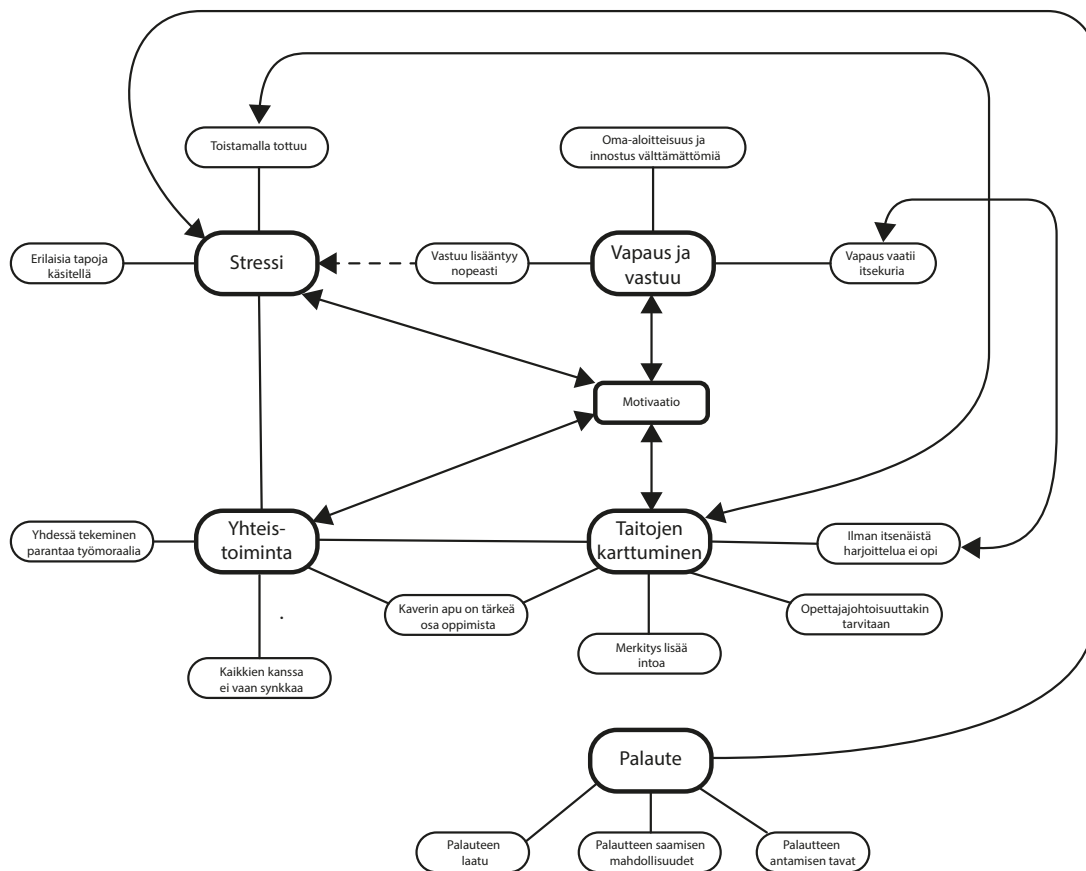 Toistamalla tottuu
Oma-aloitteisuus ja
innostus välttämättömiä
Erilaisia tapoja
käsitellä
Stressi
Vastuu lisääntyy
nopeasti
Vapaus ja
vastuu
Vapaus vaatii
itsekuria
Motivaatio
Yhdessä tekeminen
parantaa työmoraalia
Yhteis-
toiminta
Taitojen
karttuminen
Ilman itsenäistä
harjoittelua ei opi
Kaverin apu on tärkeä
osa oppimista
Opettajajohtoisuuttakin
tarvitaan
Merkitys lisää
intoa
Kaikkien kanssa
ei vaan synkkaa
Palaute
Palauteen
laatu
Palautteen saamisen
mahdollisuudet
Palautteen
antamisen tavat